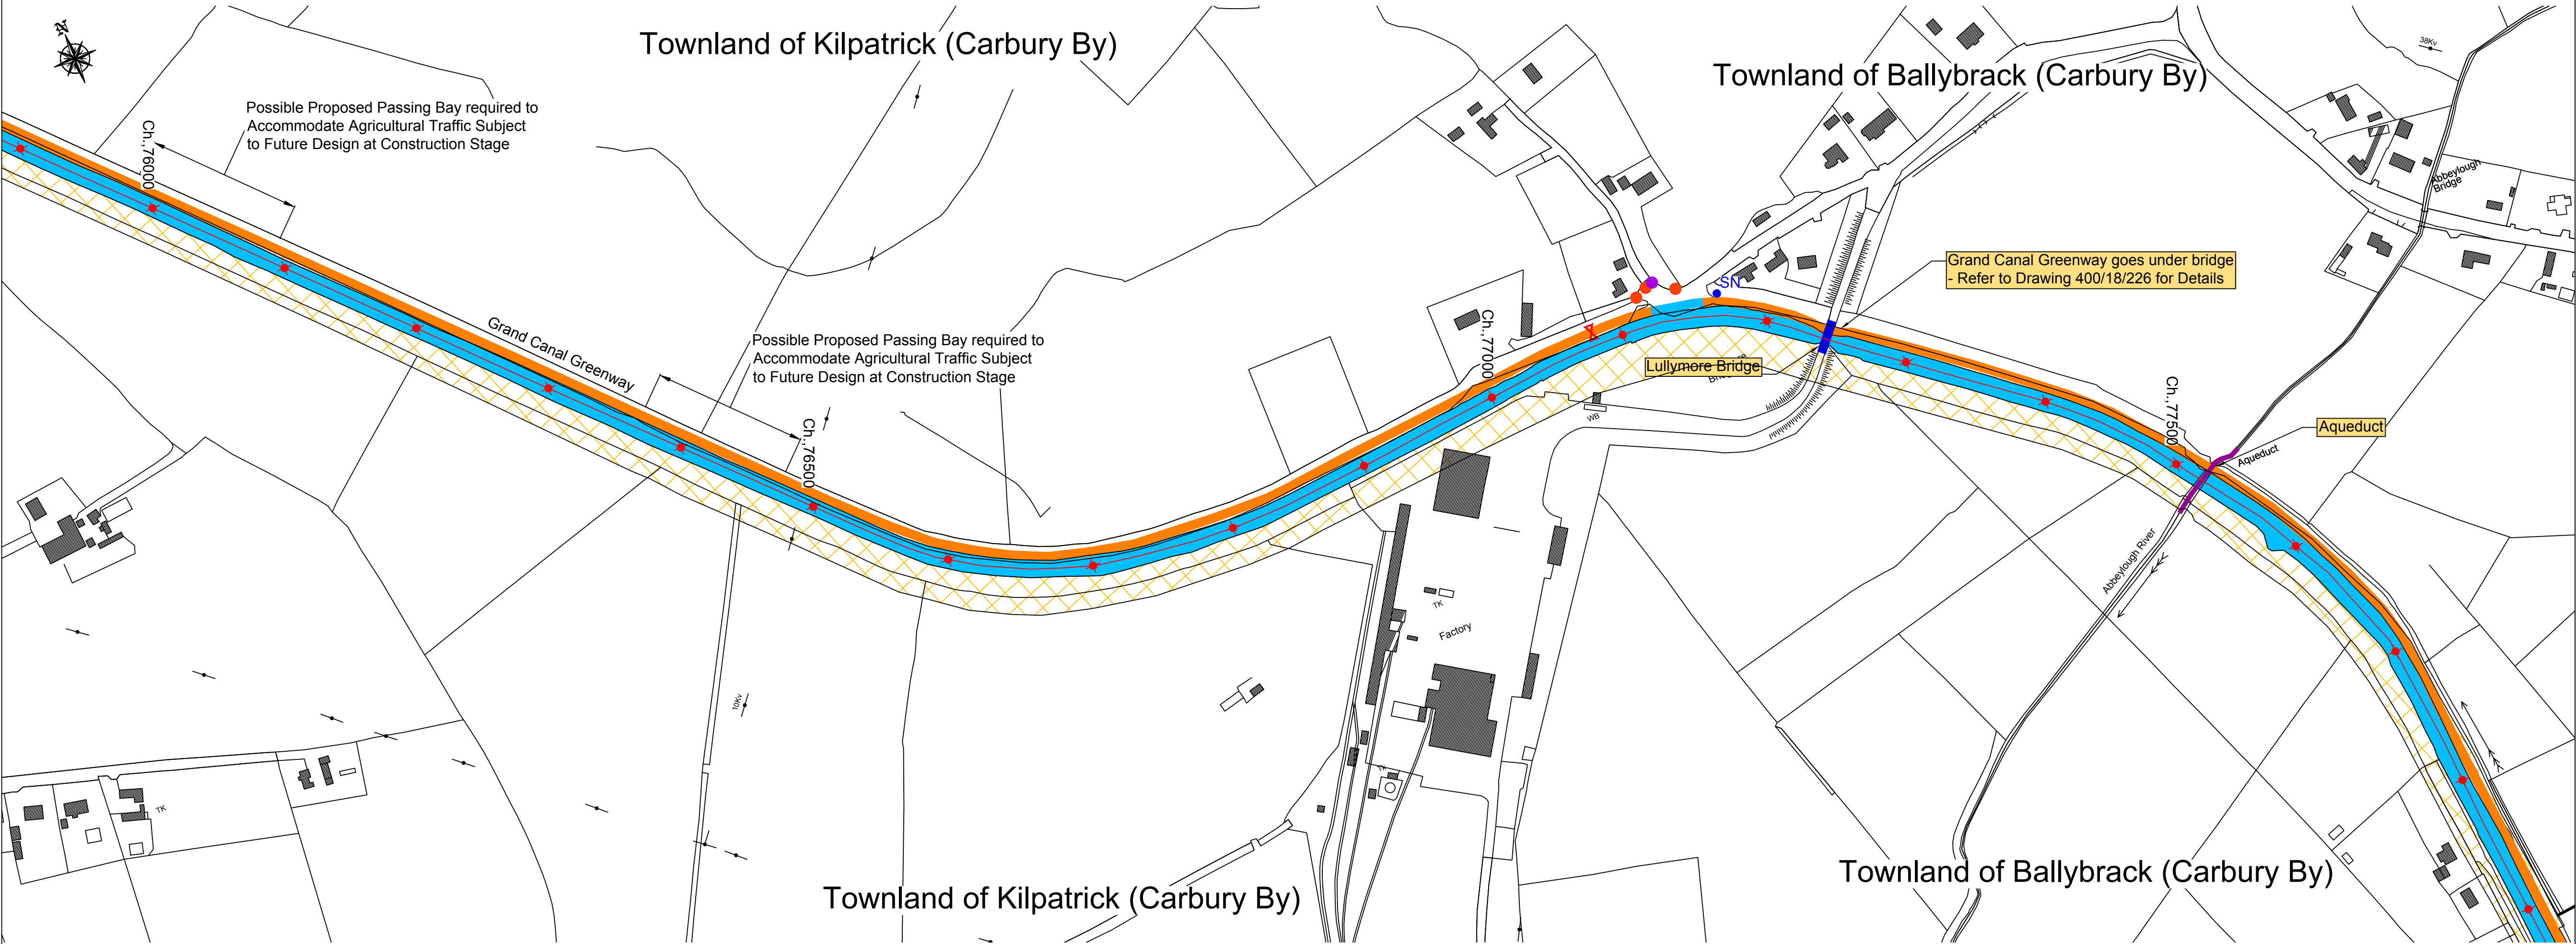 N
Townland of Kilpatrick (Carbury By)
Townland of Ballybrack (Carbury By)
38Kv
Possible Proposed Passing Bay required to
Accommodate Agricultural Traffic Subject
to Future Design at Construction Stage
Ch.,76000
Abbeylough
Bridge
Grand Canal Greenway goes under bridge
- Refer to Drawing 400/18/226 for Details
SN
Grand Canal Greenway
Possible Proposed Passing Bay required to
Accommodate Agricultural Traffic Subject
to Future Design at Construction Stage
Ch.,77000
Lullymore Bridge
Ch.,76500
WB
Ch.,77500
Aqueduct
Aqueduct
Abbeylough River
TK
Factory
10Kv
TK
TK
Townland of Kilpatrick (Carbury By)
Townland of Ballybrack (Carbury By)